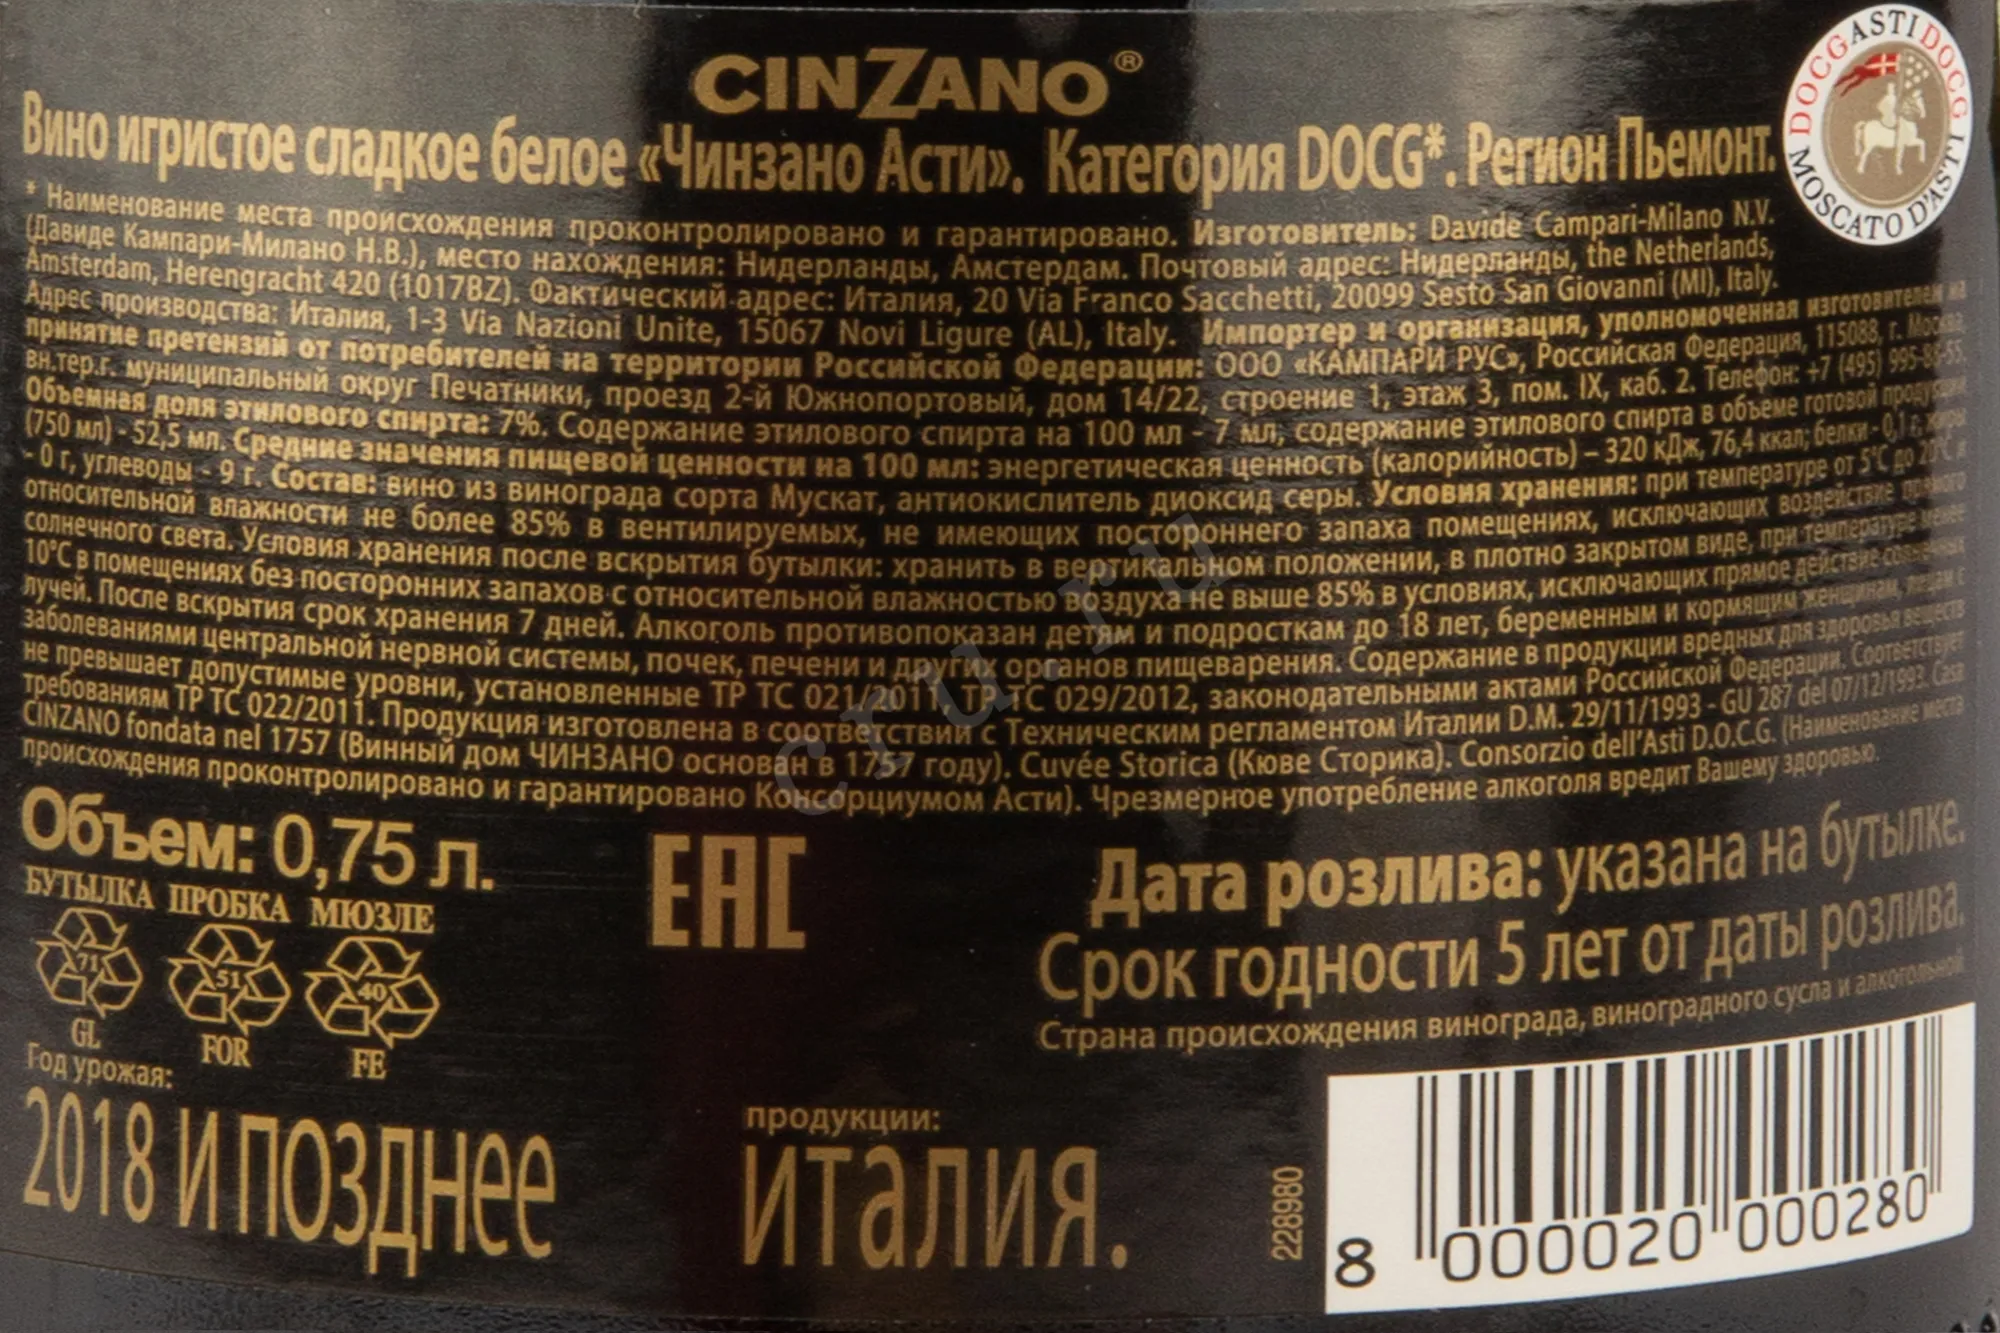 CINZANO®
Вино игристое сладкое белое «Чинзано Асти». Категория DOCG*. Регион Пьемонт.
DOCGASTIDOCG
MOSCATO D'ASTI
* Наименование места происхождения проконтролировано и гарантировано. Изготовитель: Davide Campari-Milano N.V.
(Давиде Кампари-Милано Н.В.), место нахождения: Нидерланды, Амстердам. Почтовый адрес: Нидерланды, the Netherlands,
Amsterdam, Herengracht 420 (1017BZ). Фактический адрес: Италия, 20 Via Franco Sacchetti, 20099 Sesto San Giovanni (MI), Italy.
Адрес производства: Италия, 1-3 Via Nazioni Unite, 15067 Novi Ligure (AL), Italy. Импортер и организация, уполномоченная изготовителем на
принятие претензий от потребителей на территории Российской Федерации: ООО «КАМПАРИ РУС», Российская Федерация, 115088, г. Москва,
вн.тер.г. муниципальный округ Печатники, проезд 2-й Южнопортовый, дом 14/22, строение 1, этаж 3, пом. IX, каб. 2. Телефон: +7 (495)
Объемная доля этилового спирта: 7%. Содержание этилового спирта на 100 мл - 7 мл, содержание этилового спирта в объеме готовой продукции
(750 мл) - 52,5 мл. Средние значения пищевой ценности на 100 мл: энергетическая ценность (калорийность) – 320 кДж, 76,4 ккал; белки - 0,1 г, жиры
- 0 г, углеводы - 9 г. Состав: вино из винограда сорта Мускат, антиокислитель диоксид серы. Условия хранения: при температуре от 5°С до 20°С и
относительной влажности не более 85% в вентилируемых, не имеющих постороннего запаха помещениях, исключающих воздействие прямого
солнечного света. Условия хранения после вскрытия бутылки: хранить в вертикальном положении, в плотно закрытом виде, при температуре менее
10°С в помещениях без посторонних запахов с относительной влажностью воздуха не выше 85% в условиях, исключающих прямое действие солнечных
лучей. После вскрытия срок хранения 7 дней. Алкоголь противопоказан детям и подросткам до 18 лет, беременным и кормящим женщинам, лицам с
заболеваниями центральной нервной системы, почек, печени и других органов пищеварения. Содержание в продукции вредных для здоровья веществ
не превышает допустимые уровни, установленные ТР ТС 021/2011, ТР ТС 029/2012, законодательными актами Российской Федерации. Соответствует
требованиям ТР ТС 022/2011. Продукция изготовлена в соответствии с Техническим регламентом Италии D.M. 29/11/1993 - GU 287 del 07/12/1993. Casa
CINZANO fondata nel 1757 (Винный дом ЧИНЗАНО основан в 1757 году). Cuvée Storica (Кюве Сторика). Consorzio dell'Asti D.O.C.G. (Наименование места
происхождения проконтролировано и гарантировано Консорциумом Асти). Чрезмерное употребление алкоголя вредит Вашему здоровью.
cru.ru
Объем: 0,75 л.
БУТЫЛКА ПРОБКА МЮЗЛЕ
71 51 40
GL FOR FE
EAC
Дата розлива: указана на бутылке.
Срок годности 5 лет от даты розлива.
Страна происхождения винограда, виноградного сусла и алкогольной
Год урожая:
2018 И ПОЗДНЕЕ
продукции:
ИТАЛИЯ.
228980
8 000020 000280